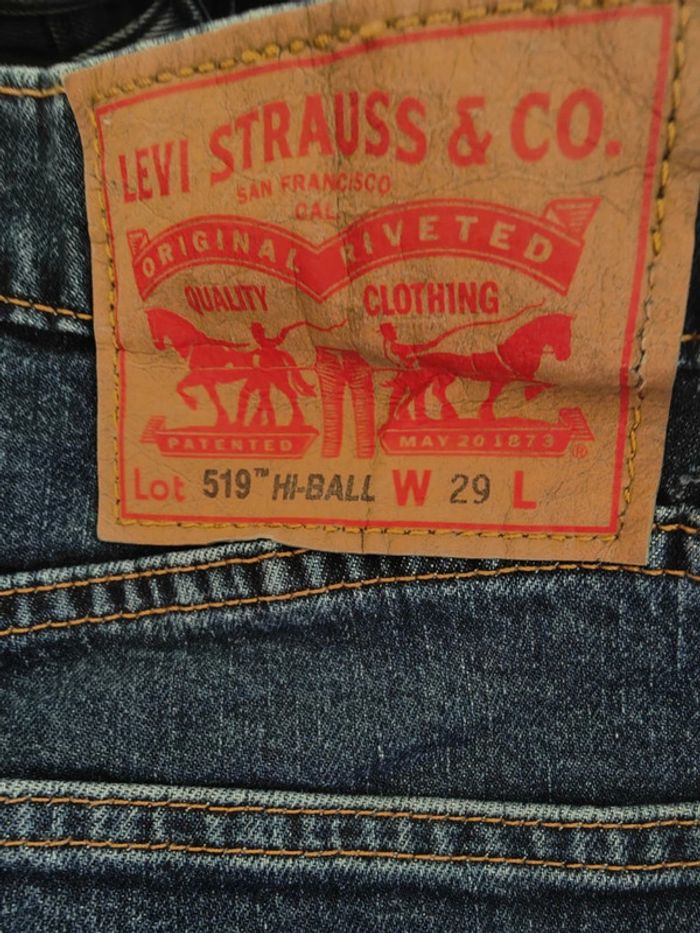 LEVI STRAUSS & CO.
SAN FRANCISCO
CAL
ORIGINAL RIVETED
QUALITY CLOTHING
PATENTED MAY 20 1873 ®
Lot 519™ HI-BALL W 29 L